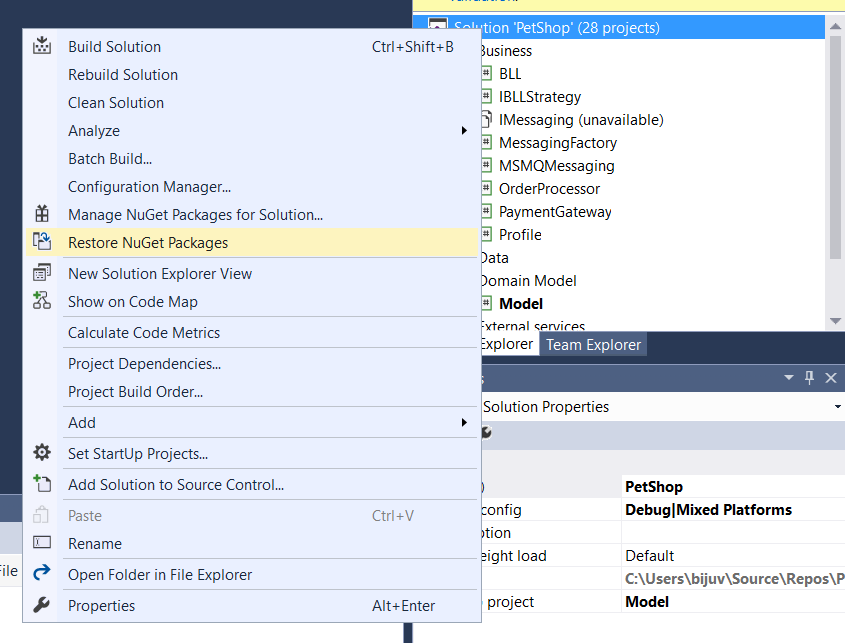 Solution 'PetShop' (28 projects)
Build Solution Ctrl+Shift+B
Rebuild Solution
Clean Solution
Analyze
Batch Build...
Configuration Manager...
Manage NuGet Packages for Solution...
Restore NuGet Packages
New Solution Explorer View
Show on Code Map
Calculate Code Metrics
Project Dependencies...
Project Build Order...
Add
Set StartUp Projects...
Add Solution to Source Control...
Paste Ctrl+V
Rename
Open Folder in File Explorer
Properties Alt+Enter
Business
BLL
IBLLStrategy
IMessaging (unavailable)
MessagingFactory
MSMQMessaging
OrderProcessor
PaymentGateway
Profile
Data
Domain Model
Model
External services
Explorer Team Explorer
Solution Properties
PetShop
config Debug|Mixed Platforms
ption
eight load Default
C:\Users\bijuv\Source\Repos\P
project Model
File